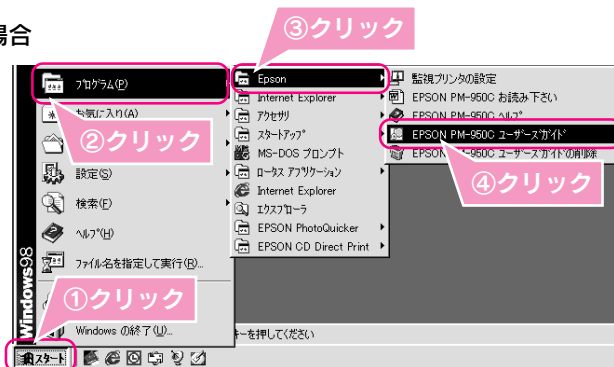 場合
③クリック
プログラム(P)
お気に入り(A)
②クリック
設定(S)
検索(F)
ヘルプ(H)
ファイル名を指定して実行(R)...
①クリック
Windows の終了(U)...
Windows98
スタート
Epson
Internet Explorer
アクセサリ
スタートアップ
MS-DOS プロンプト
ロータス アプリケーション
Internet Explorer
エクスプローラ
EPSON PhotoQuicker
EPSON CD Direct Print
監視プリンタの設定
EPSON PM-950C お読み下さい
EPSON PM-950C ヘルプ
EPSON PM-950C ユーザーズガイド
EPSON PM-950C ユーザーズガイドの削除
④クリック
キーを押してください